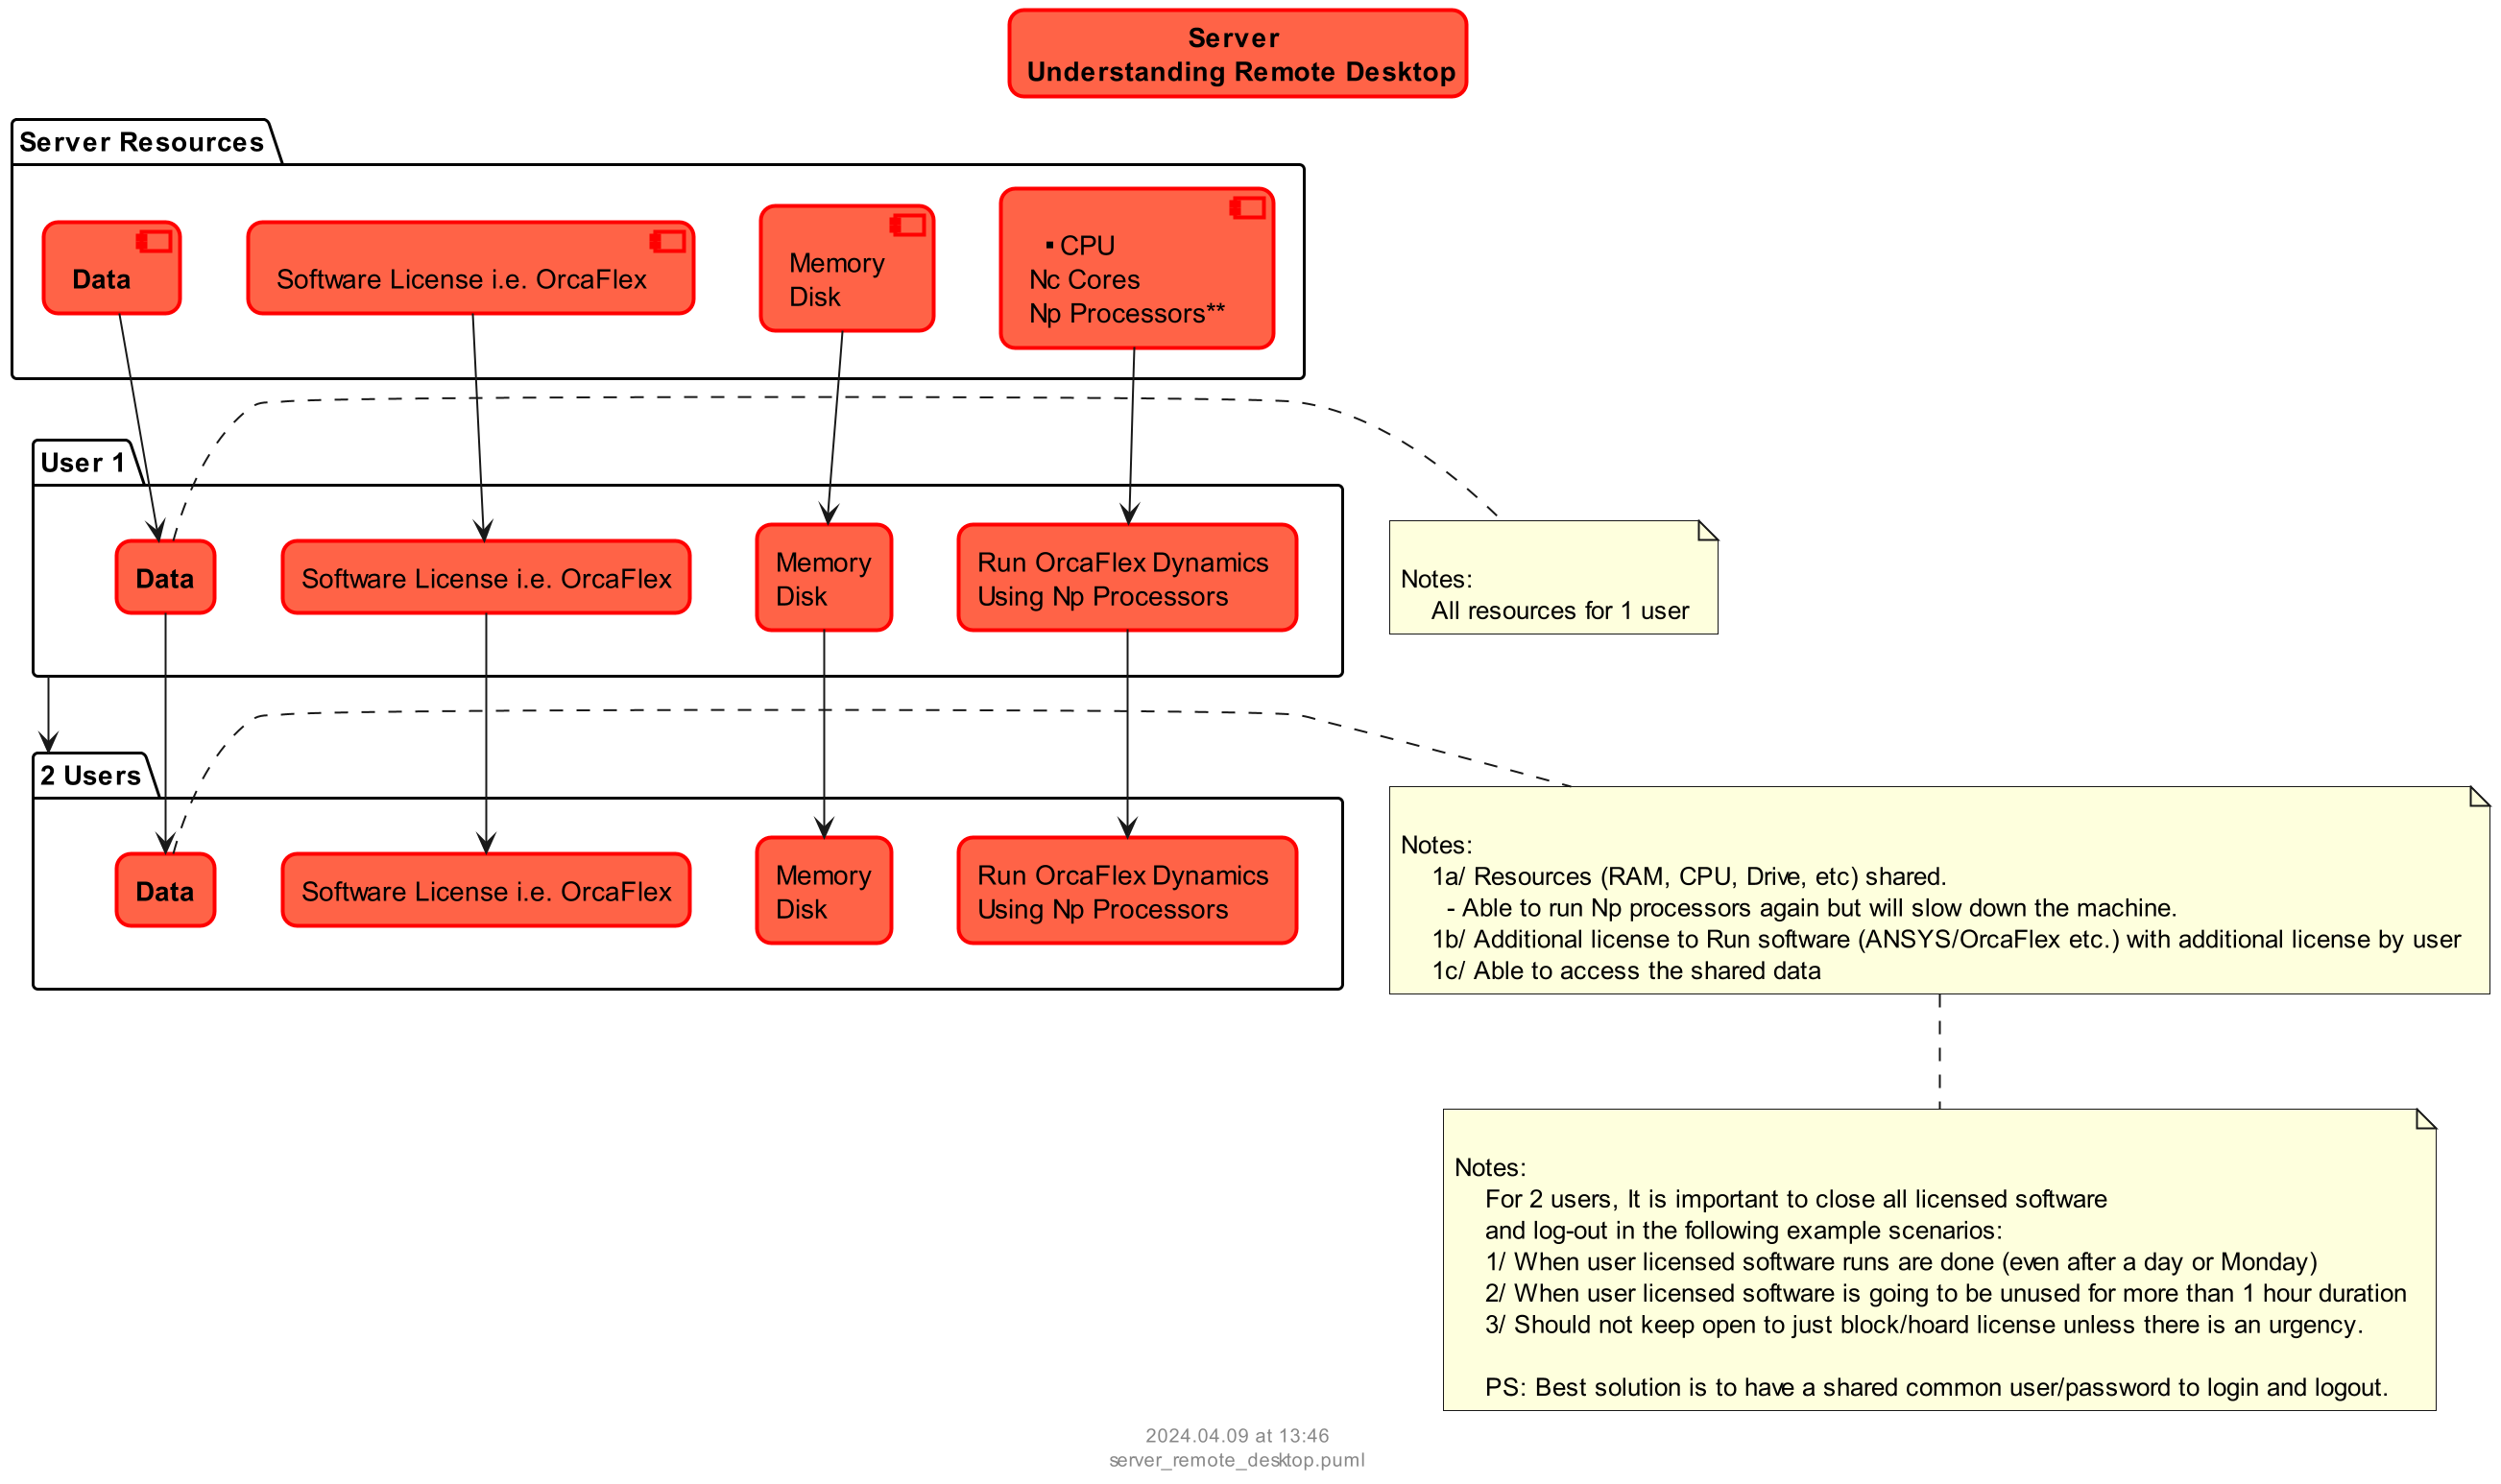 Server
Understanding Remote Desktop
Server Resources
Data
Software License i.e. OrcaFlex
Memory
Disk
▪ CPU
Nc Cores
Np Processors**
User 1
Data
Software License i.e. OrcaFlex
Memory
Disk
Run OrcaFlex Dynamics
Using Np Processors
Notes:
All resources for 1 user
2 Users
Data
Software License i.e. OrcaFlex
Memory
Disk
Run OrcaFlex Dynamics
Using Np Processors
Notes:
1a/ Resources (RAM, CPU, Drive, etc) shared.
- Able to run Np processors again but will slow down the machine.
1b/ Additional license to Run software (ANSYS/OrcaFlex etc.) with additional license by user
1c/ Able to access the shared data
Notes:
For 2 users, It is important to close all licensed software
and log-out in the following example scenarios:
1/ When user licensed software runs are done (even after a day or Monday)
2/ When user licensed software is going to be unused for more than 1 hour duration
3/ Should not keep open to just block/hoard license unless there is an urgency.
PS: Best solution is to have a shared common user/password to login and logout.
2024.04.09 at 13:46
server_remote_desktop.puml